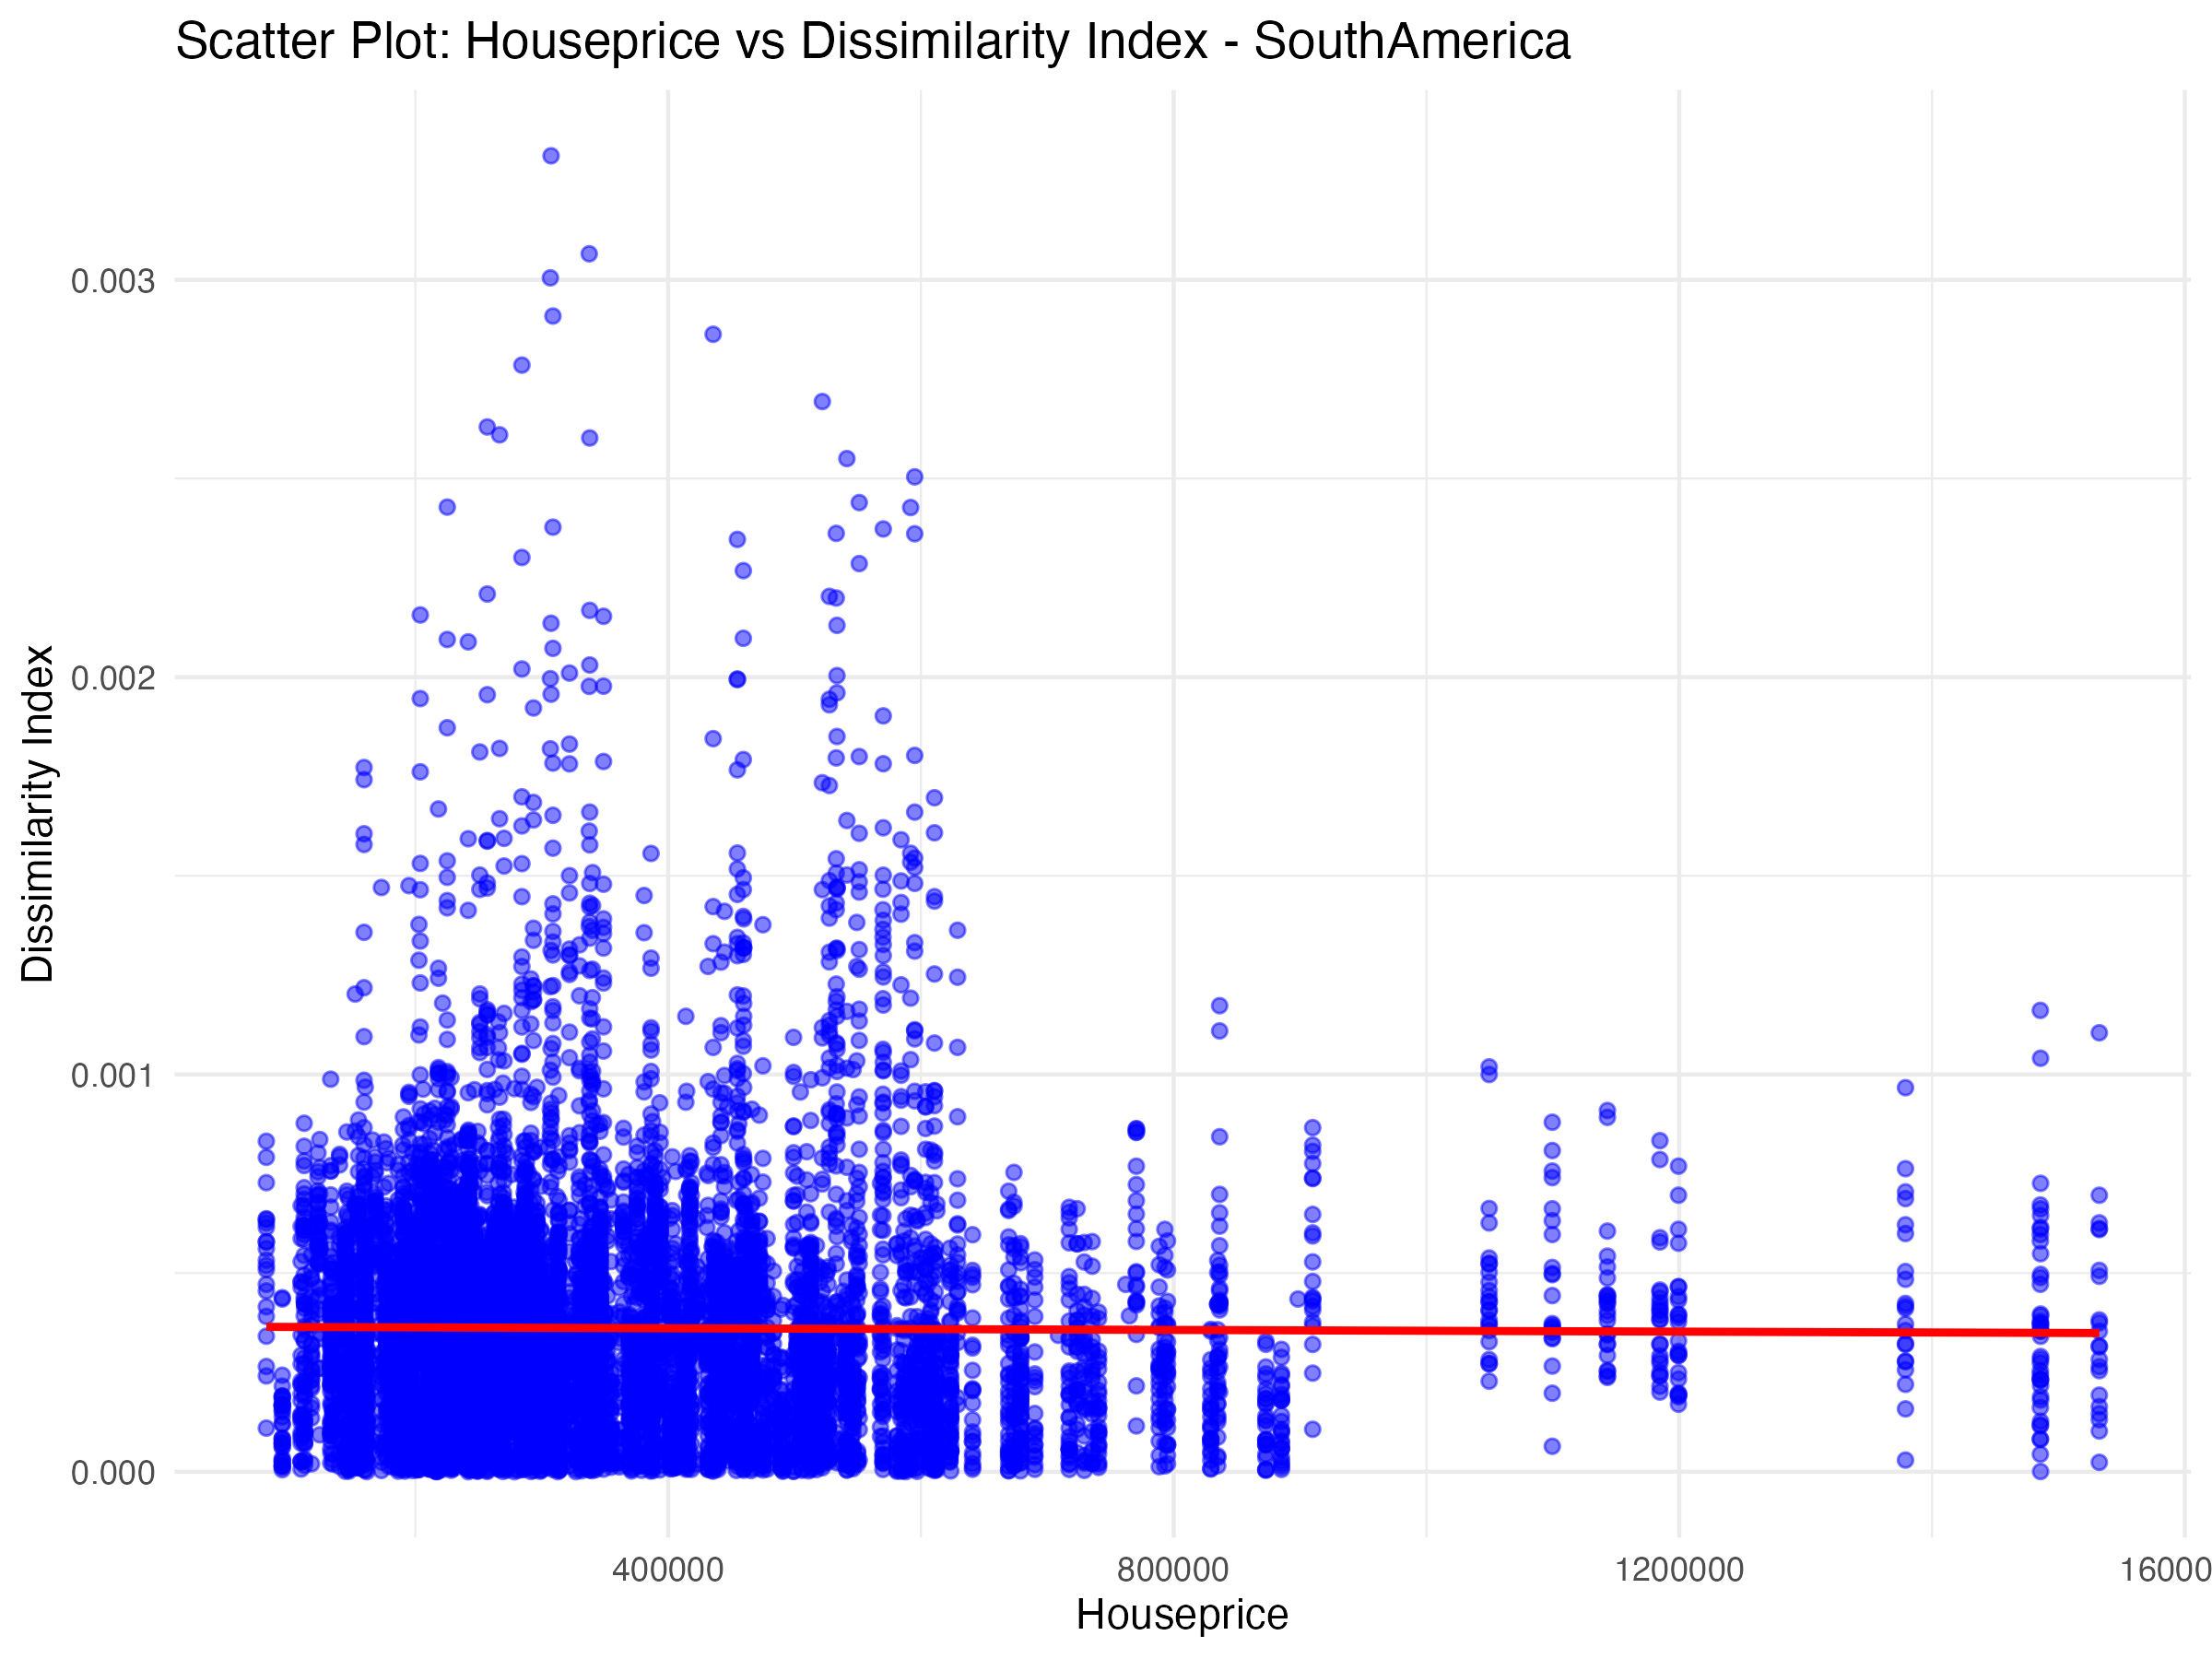 Scatter Plot: Houseprice vs Dissimilarity Index - SouthAmerica
Dissimilarity Index
0.003
0.002
0.001
0.000
400000
800000
1200000
16000
Houseprice